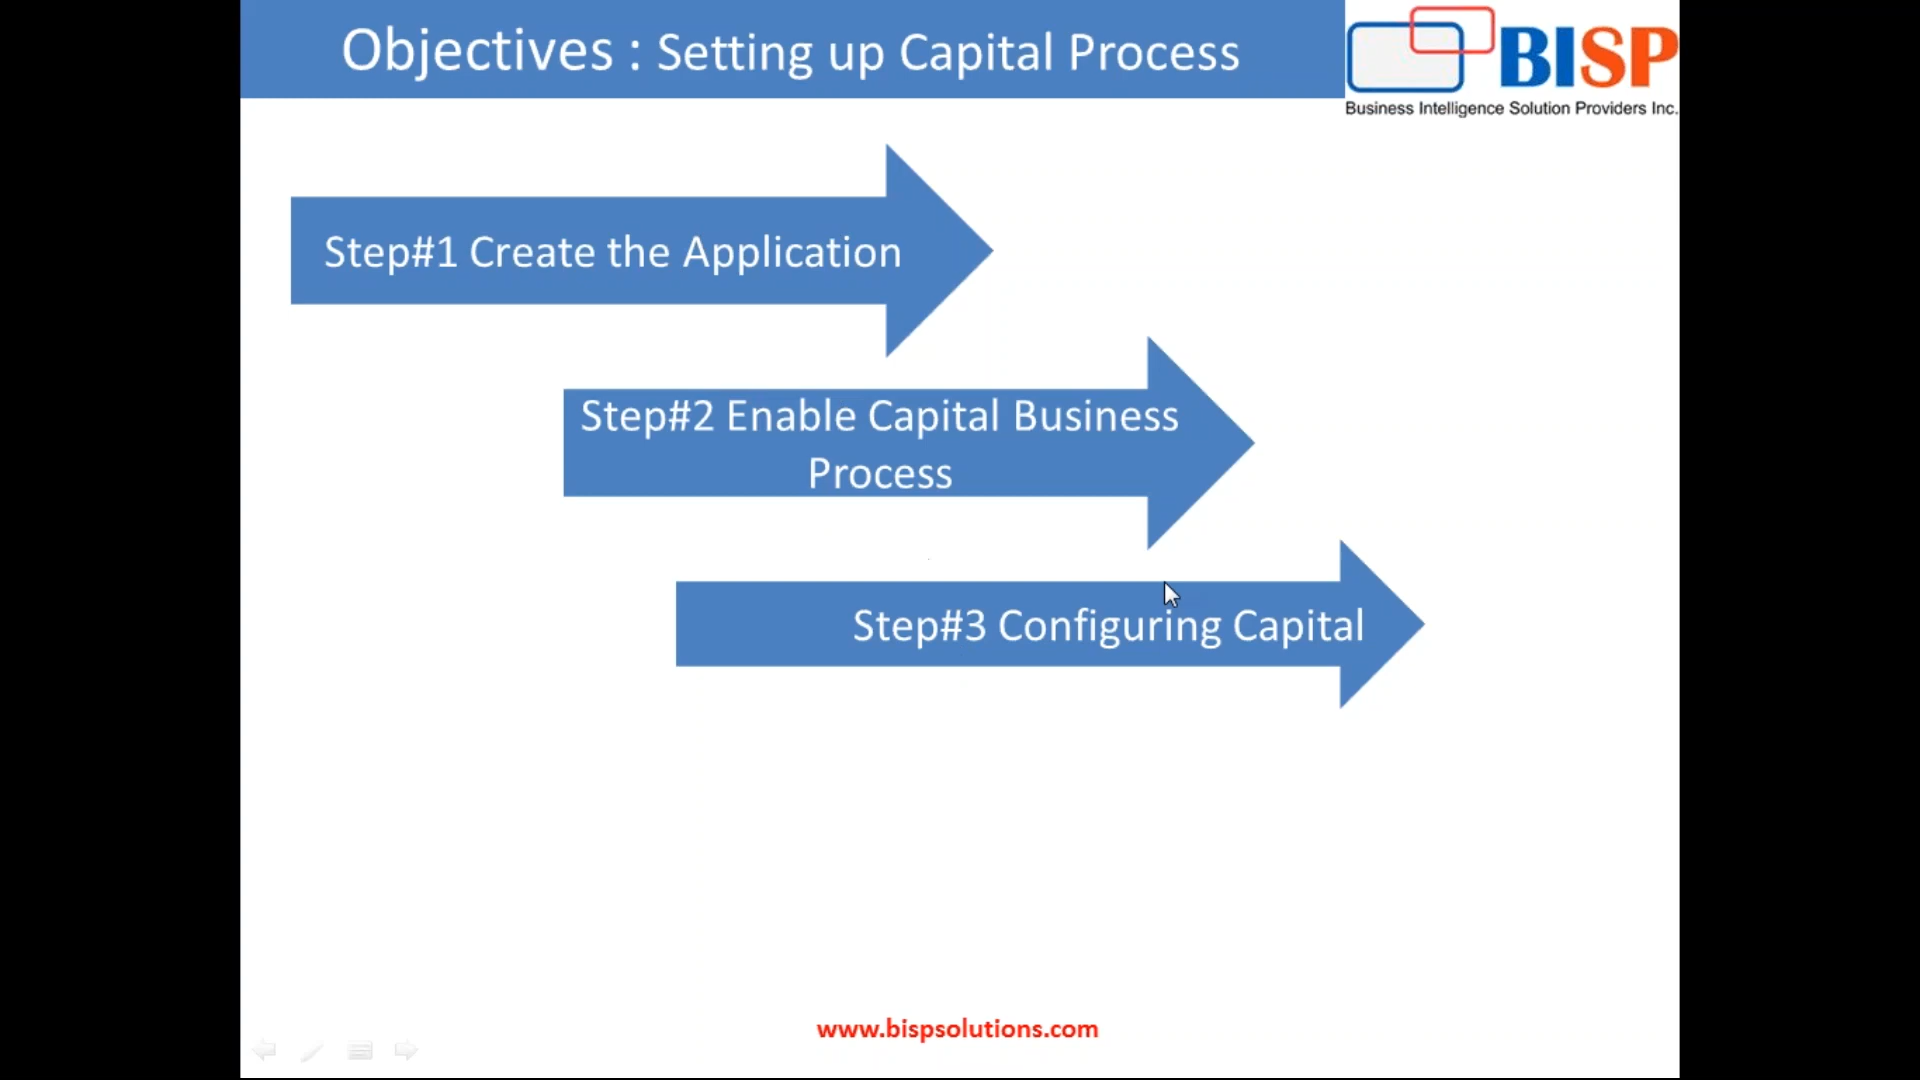 Objectives : Setting up Capital Process
BISP
Business Intelligence Solution Providers Inc.
Step#1 Create the Application
Step#2 Enable Capital Business
Process
Step#3 Configuring Capital
www.bispsolutions.com